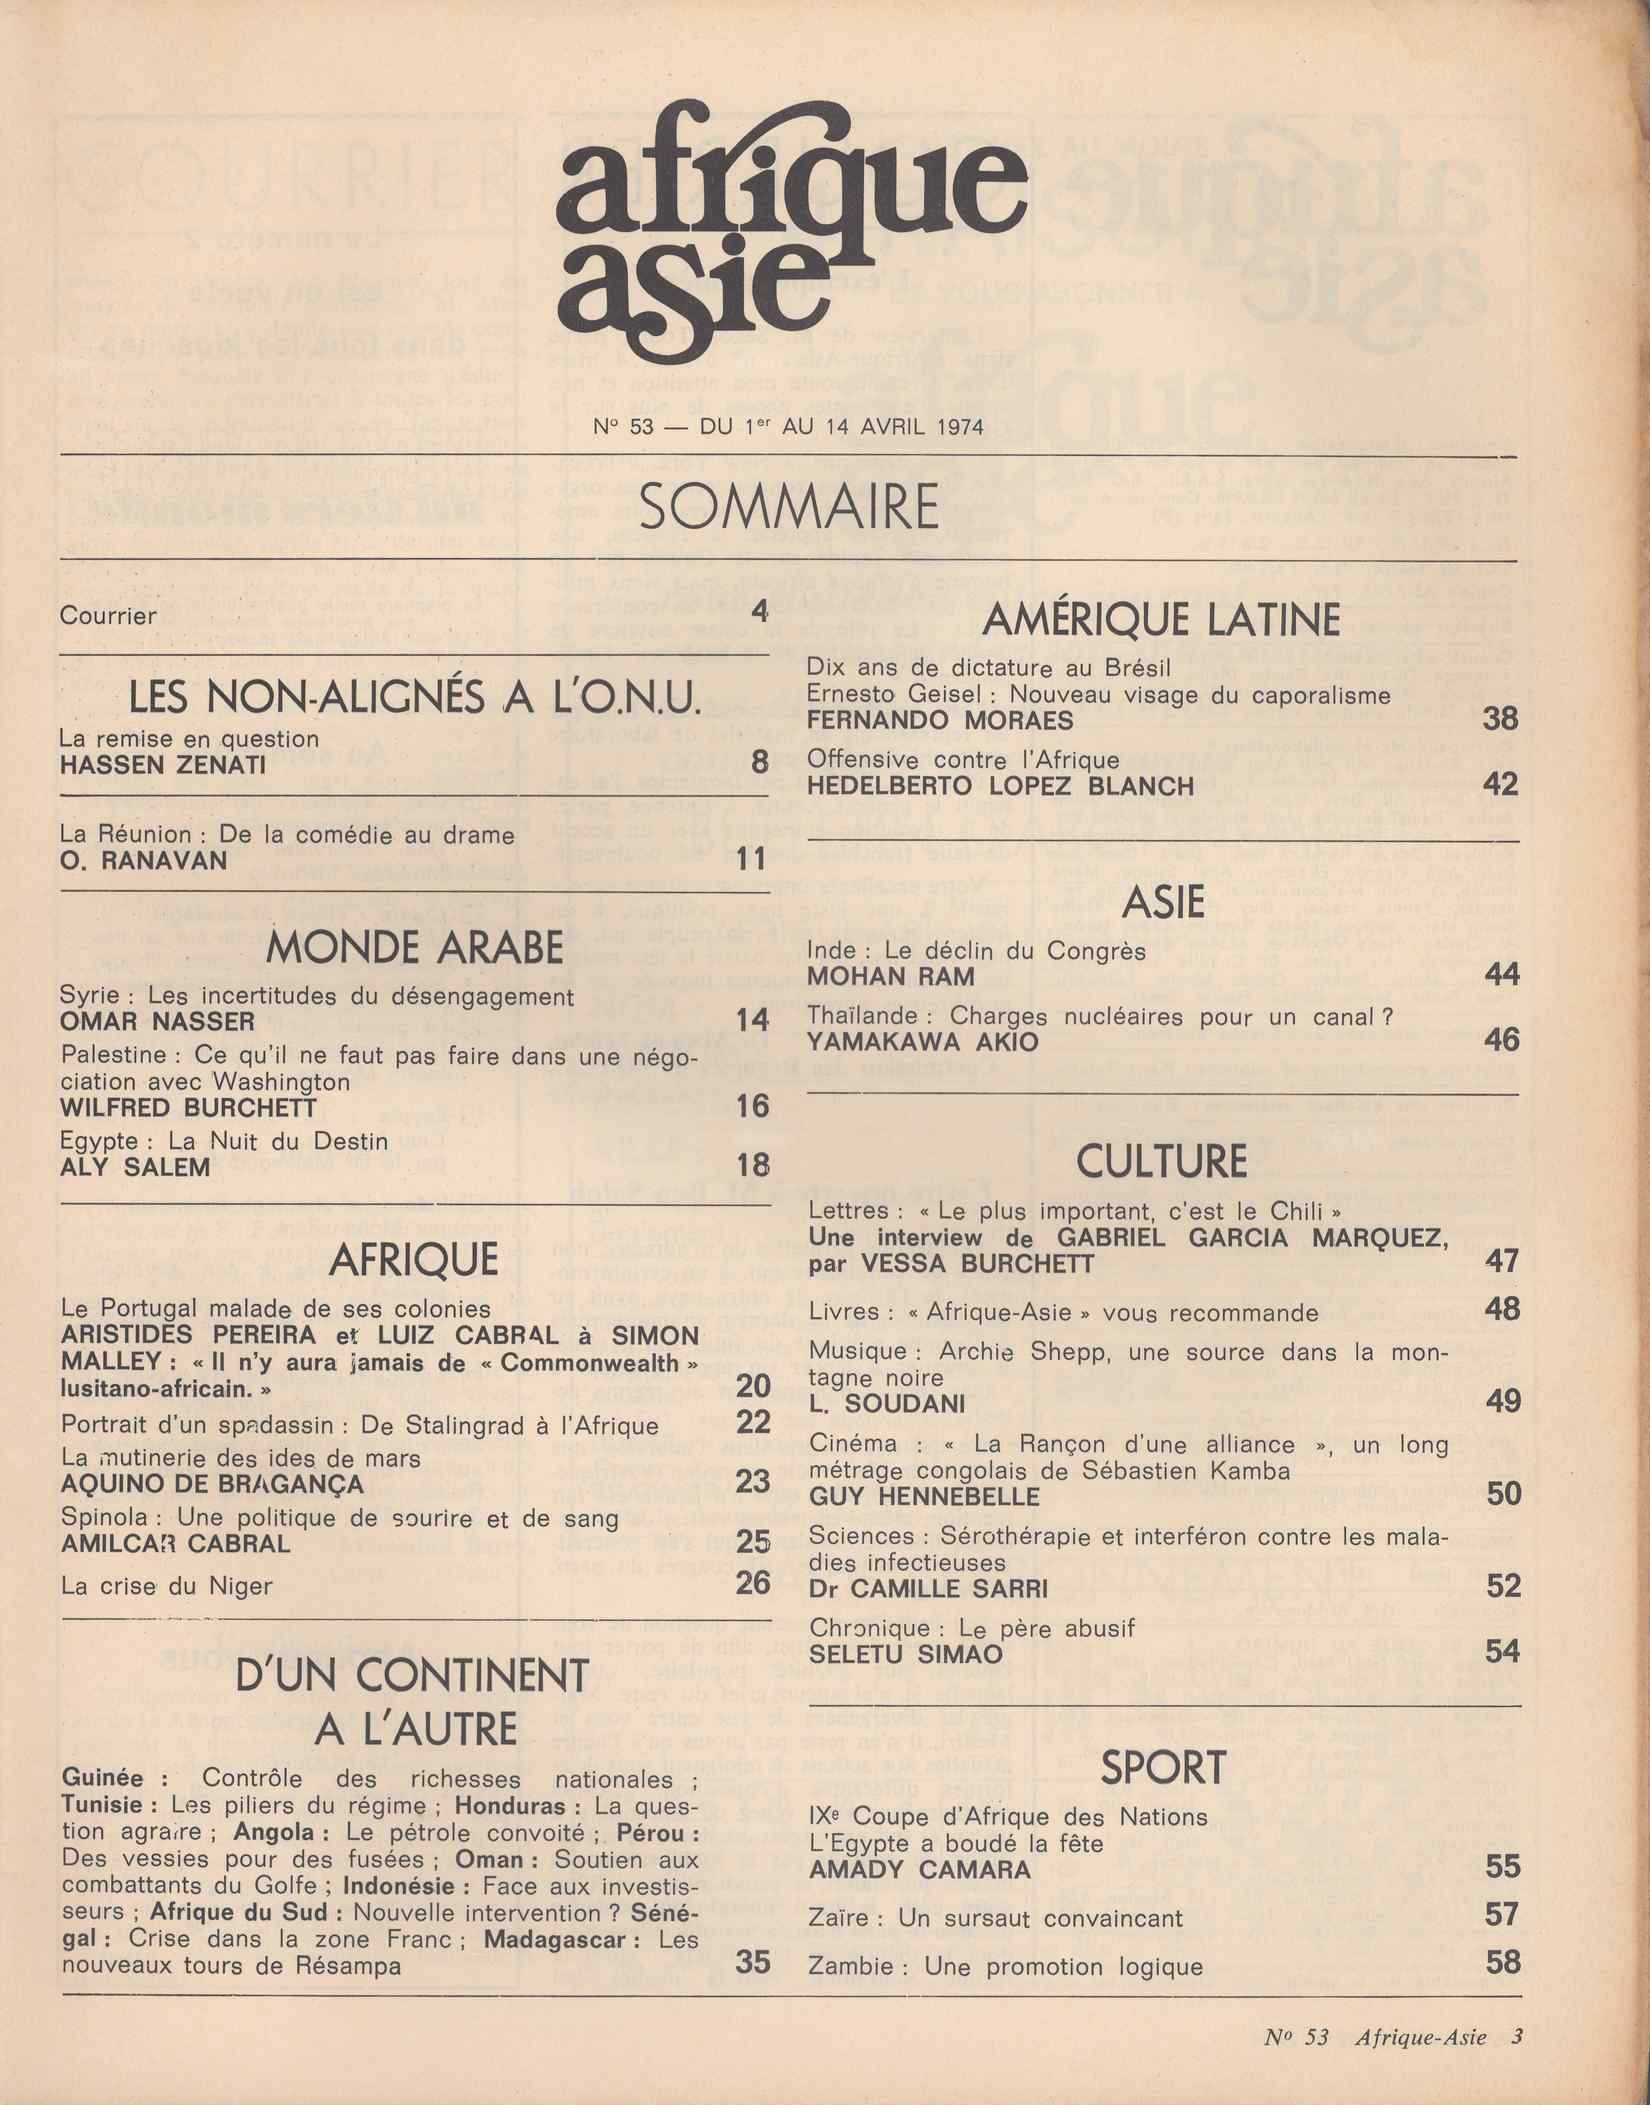 afrique
asie
Nº 53 — DU 1er AU 14 AVRIL 1974
SOMMAIRE
Courrier 4
LES NON-ALIGNÉS A L'O.N.U.
La remise en question
HASSEN ZENATI 8
La Réunion : De la comédie au drame
O. RANAVAN 11
MONDE ARABE
Syrie : Les incertitudes du désengagement
OMAR NASSER 14
Palestine : Ce qu'il ne faut pas faire dans une négo-
ciation avec Washington
WILFRED BURCHETT 16
Egypte : La Nuit du Destin
ALY SALEM 18
AFRIQUE
Le Portugal malade de ses colonies
ARISTIDES PEREIRA et LUIZ CABRAL à SIMON
MALLEY : « Il n'y aura jamais de « Commonwealth »
lusitano-africain. » 20
Portrait d'un spadassin : De Stalingrad à l'Afrique 22
La mutinerie des ides de mars
AQUINO DE BRAGANÇA 23
Spinola : Une politique de sourire et de sang
AMILCAR CABRAL 25
La crise du Niger 26
D'UN CONTINENT
A L'AUTRE
Guinée : Contrôle des richesses nationales ;
Tunisie : Les piliers du régime ; Honduras : La ques-
tion agraire ; Angola : Le pétrole convoité ; Pérou :
Des vessies pour des fusées ; Oman : Soutien aux
combattants du Golfe ; Indonésie : Face aux investis-
seurs ; Afrique du Sud : Nouvelle intervention ? Séné-
gal : Crise dans la zone Franc ; Madagascar : Les
nouveaux tours de Résampa 35
AMÉRIQUE LATINE
Dix ans de dictature au Brésil
Ernesto Geisel : Nouveau visage du caporalisme
FERNANDO MORAES 38
Offensive contre l'Afrique
HEDELBERTO LOPEZ BLANCH 42
ASIE
Inde : Le déclin du Congrès
MOHAN RAM 44
Thaïlande : Charges nucléaires pour un canal ?
YAMAKAWA AKIO 46
CULTURE
Lettres : « Le plus important, c'est le Chili »
Une interview de GABRIEL GARCIA MARQUEZ,
par VESSA BURCHETT 47
Livres : « Afrique-Asie » vous recommande 48
Musique : Archie Shepp, une source dans la mon-
tagne noire
L. SOUDANI 49
Cinéma : « La Rançon d'une alliance », un long
métrage congolais de Sébastien Kamba
GUY HENNEBELLE 50
Sciences : Sérothérapie et interféron contre les mala-
dies infectieuses
Dr CAMILLE SARRI 52
Chronique : Le père abusif
SELETU SIMAO 54
SPORT
IXe Coupe d'Afrique des Nations
L'Egypte a boudé la fête
AMADY CAMARA 55
Zaïre : Un sursaut convaincant 57
Zambie : Une promotion logique 58
Nº 53 Afrique-Asie 3